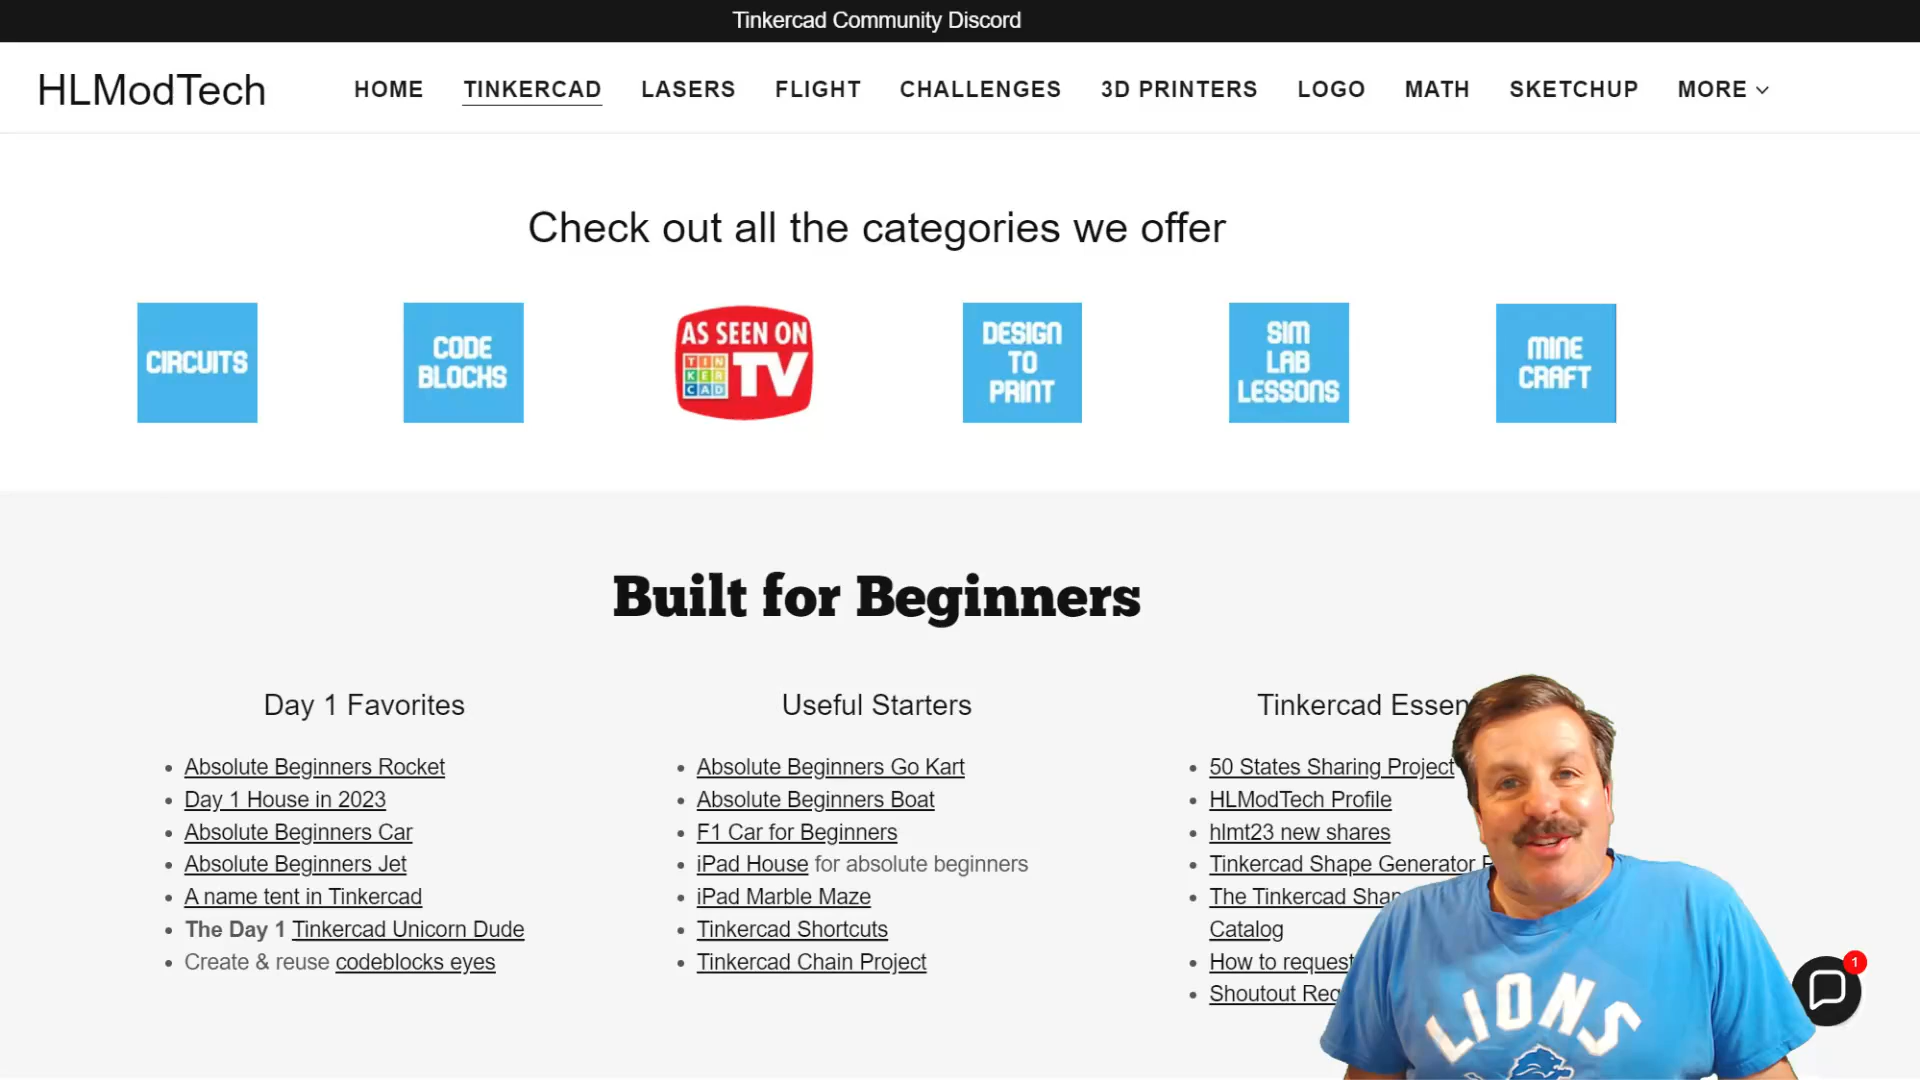 Tinkercad Community Discord
HLModTech
HOME TINKERCAD LASERS FLIGHT CHALLENGES 3D PRINTERS LOGO MATH SKETCHUP MORE
Check out all the categories we offer
CIRCUITS
CODE
BLOCKS
AS SEEN ON
TIN
KER
CAD
TV
DESIGN
TO
PRINT
SIM
LAB
LESSONS
MINE
CRAFT
Built for Beginners
Day 1 Favorites
Absolute Beginners Rocket
Day 1 House in 2023
Absolute Beginners Car
Absolute Beginners Jet
A name tent in Tinkercad
The Day 1 Tinkercad Unicorn Dude
Create & reuse codeblocks eyes
Useful Starters
Absolute Beginners Go Kart
Absolute Beginners Boat
F1 Car for Beginners
iPad House for absolute beginners
iPad Marble Maze
Tinkercad Shortcuts
Tinkercad Chain Project
Tinkercad
50 States Sharing Project
HLModTech Profile
hlmt23 new shares
Tinkercad Shape Generator
The Tinkercad
Catalog
How to request
Shoutout
LIONS
1